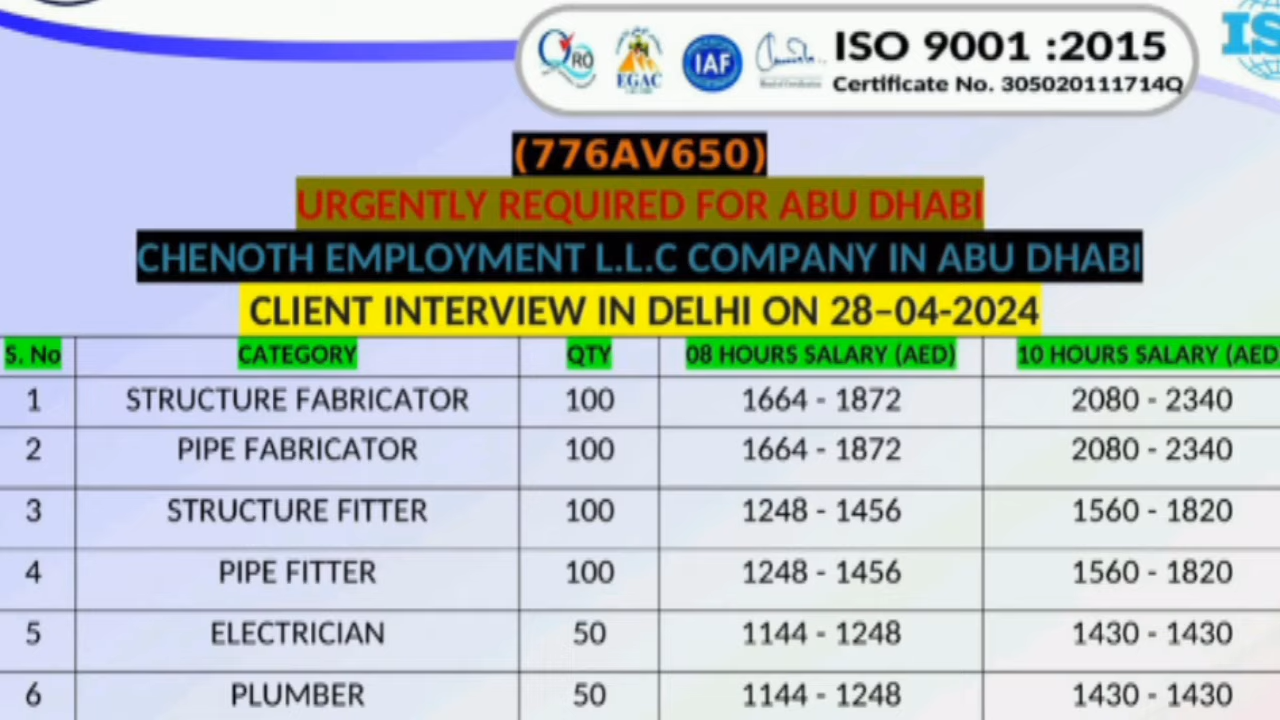 RO
EGAC
IAF
ISO 9001 :2015
Certificate No. 305020111714Q
IS
(776AV650)
URGENTLY REQUIRED FOR ABU DHABI
CHENOTH EMPLOYMENT L.L.C COMPANY IN ABU DHABI
CLIENT INTERVIEW IN DELHI ON 28–04-2024
S. No CATEGORY QTY 08 HOURS SALARY (AED) 10 HOURS SALARY (AED
1 STRUCTURE FABRICATOR 100 1664 - 1872 2080 - 2340
2 PIPE FABRICATOR 100 1664 - 1872 2080 - 2340
3 STRUCTURE FITTER 100 1248 - 1456 1560 - 1820
4 PIPE FITTER 100 1248 - 1456 1560 - 1820
5 ELECTRICIAN 50 1144 - 1248 1430 - 1430
6 PLUMBER 50 1144 - 1248 1430 - 1430